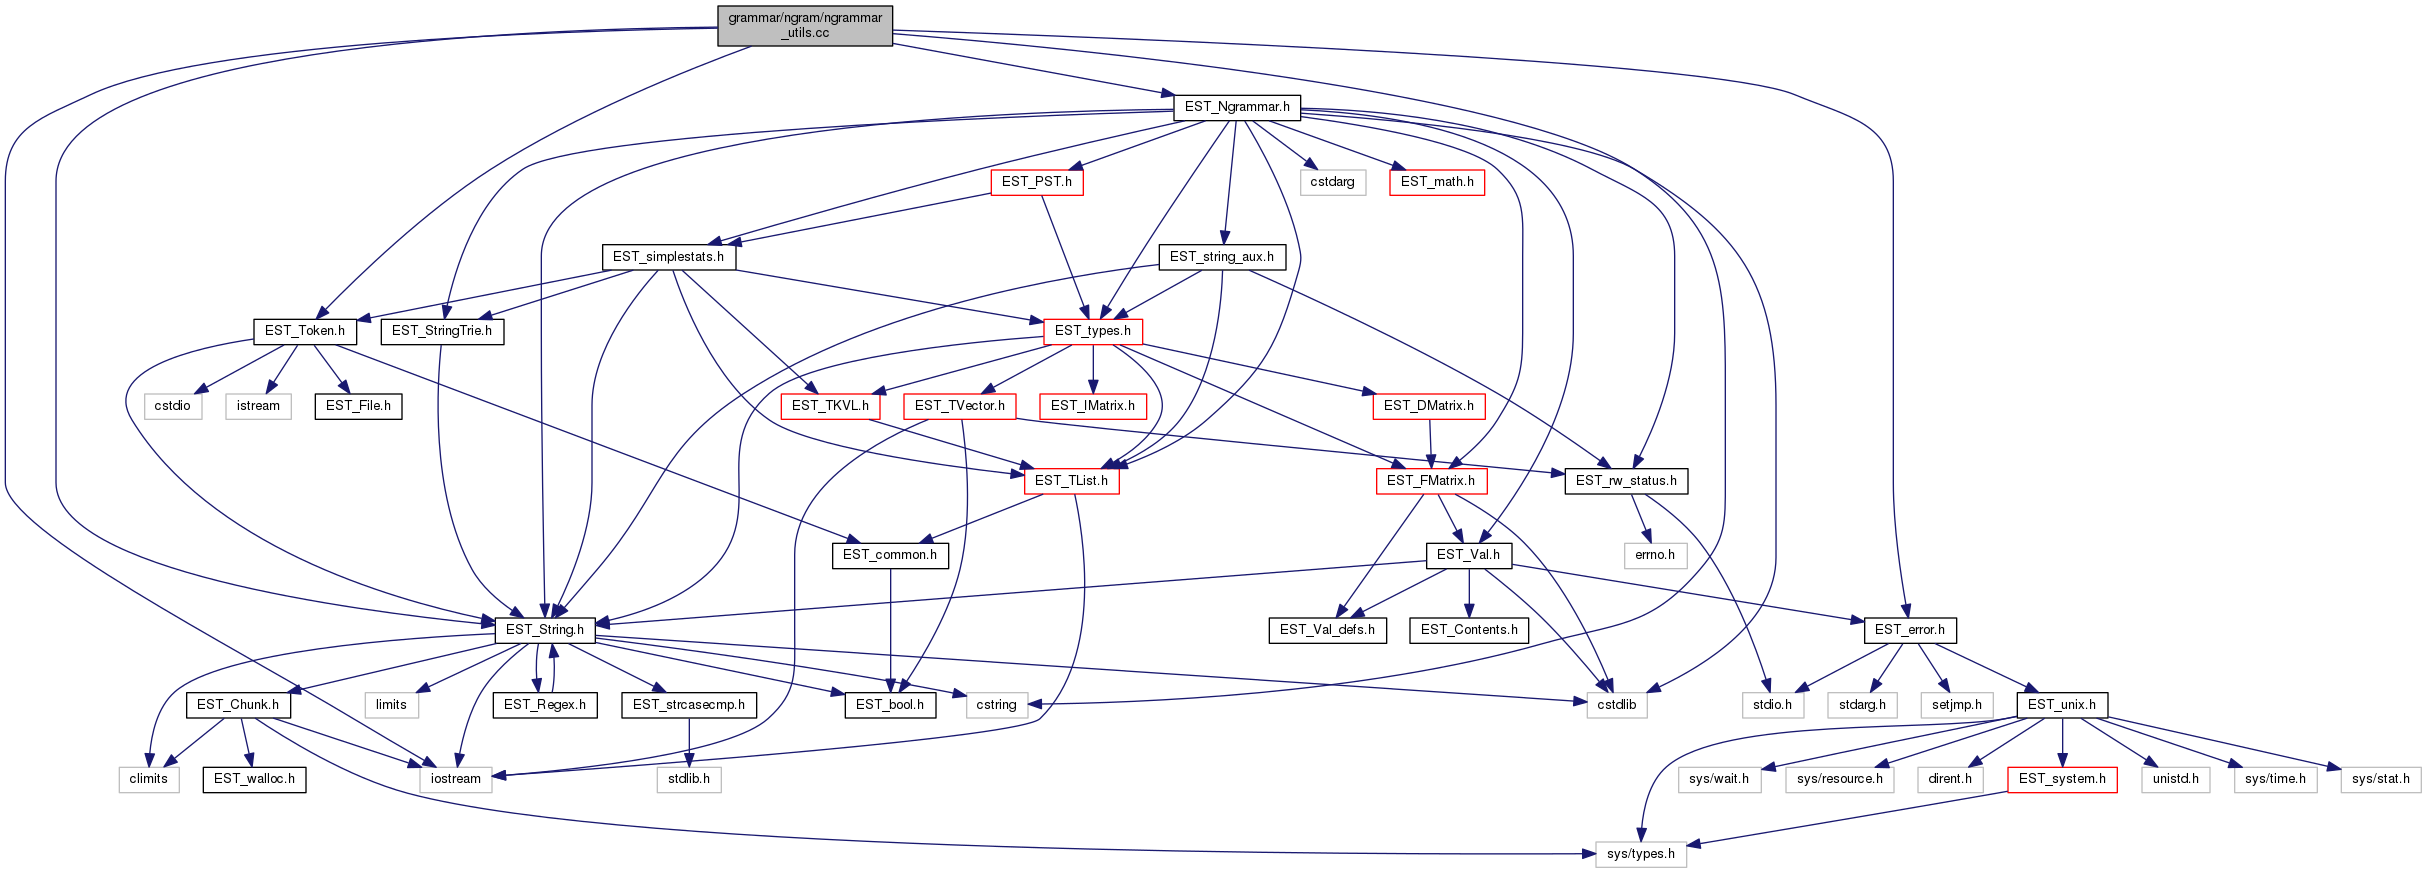 grammar/ngram/ngrammar
_utils.cc
EST_Ngrammar.h
EST_PST.h
cstdarg
EST_math.h
EST_simplestats.h
EST_string_aux.h
EST_Token.h
EST_StringTrie.h
EST_types.h
cstdio
istream
EST_File.h
EST_TKVL.h
EST_TVector.h
EST_IMatrix.h
EST_DMatrix.h
EST_TList.h
EST_FMatrix.h
EST_rw_status.h
EST_common.h
EST_Val.h
errno.h
EST_String.h
EST_Val_defs.h
EST_Contents.h
EST_error.h
EST_Chunk.h
limits
EST_Regex.h
EST_strcasecmp.h
EST_bool.h
cstring
cstdlib
stdio.h
stdarg.h
setjmp.h
EST_unix.h
climits
EST_walloc.h
iostream
stdlib.h
sys/wait.h
sys/resource.h
dirent.h
EST_system.h
unistd.h
sys/time.h
sys/stat.h
sys/types.h